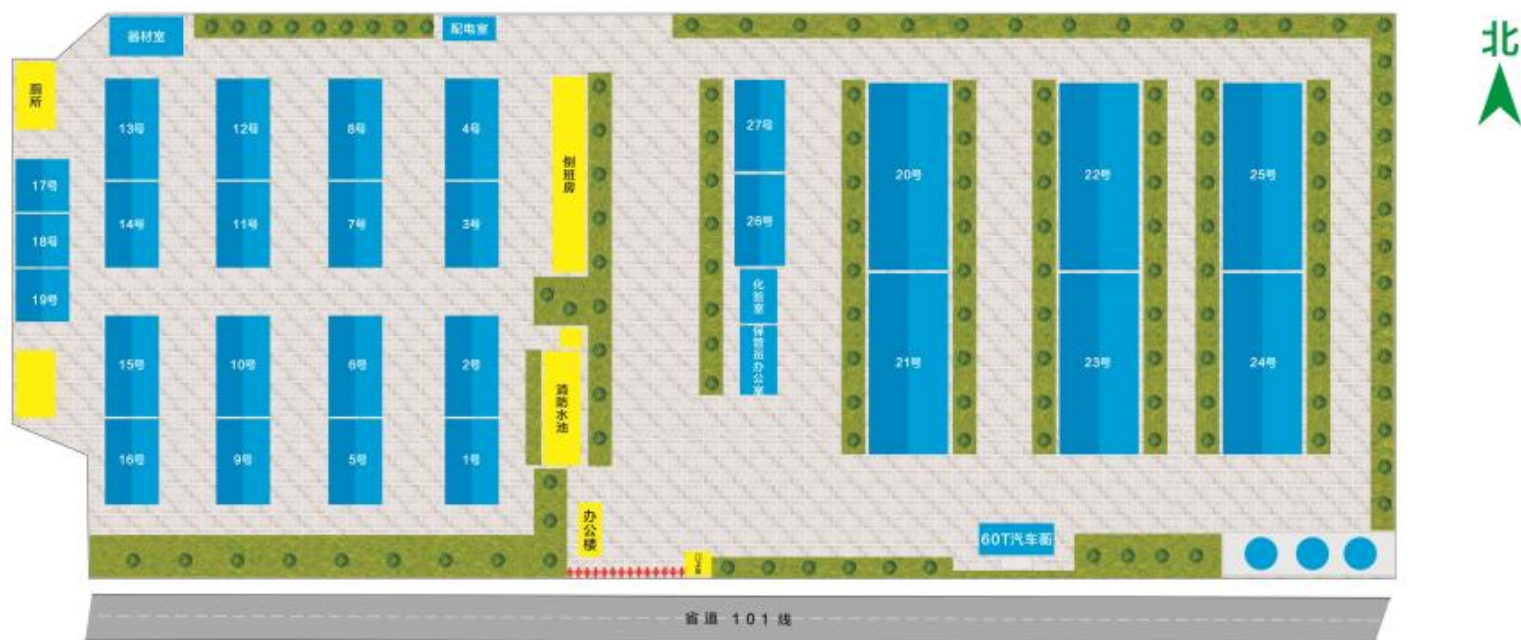 北
器材室
配电室
厕所
13号
12号
8号
4号
27号
20号
22号
25号
倒班房
17号
14号
11号
7号
3号
26号
18号
19号
化验室
保管员办公室
15号
10号
6号
2号
21号
23号
24号
消防水池
16号
9号
5号
1号
办公楼
60T汽车衡
省道 101 线